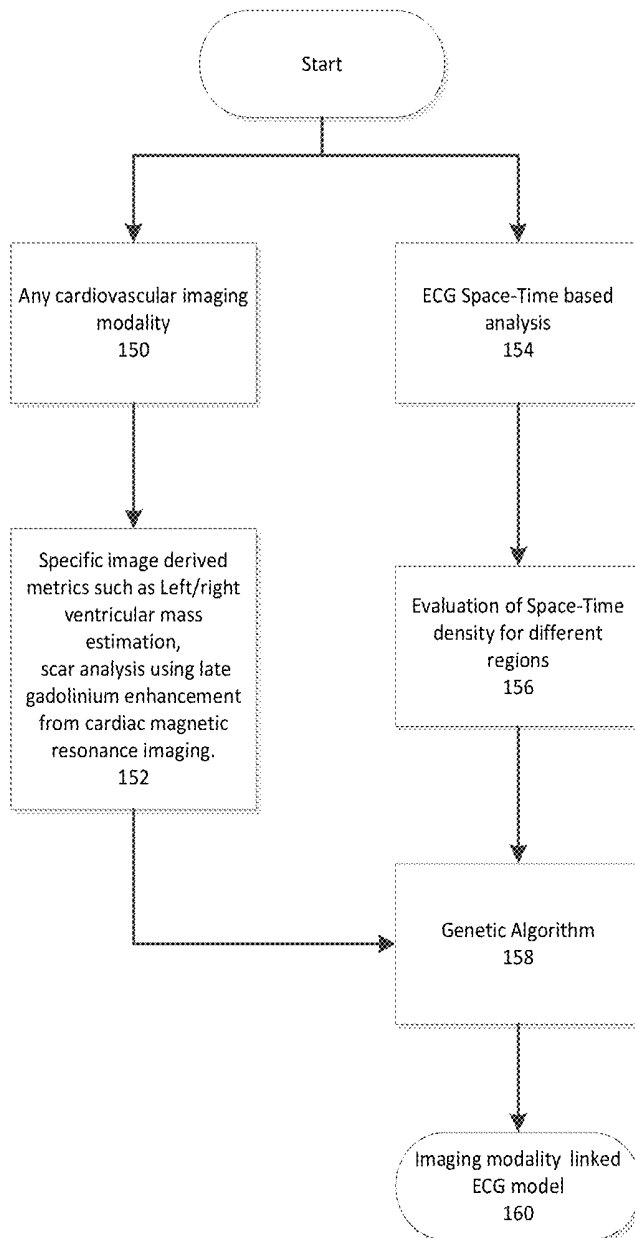 Start
Any cardiovascular imaging
modality
150
ECG Space-Time based
analysis
154
Specific image derived
metrics such as Left/right
ventricular mass
estimation,
scar analysis using late
gadolinium enhancement
from cardiac magnetic
resonance imaging.
152
Evaluation of Space-Time
density for different
regions
156
Genetic Algorithm
158
Imaging modality linked
ECG model
160